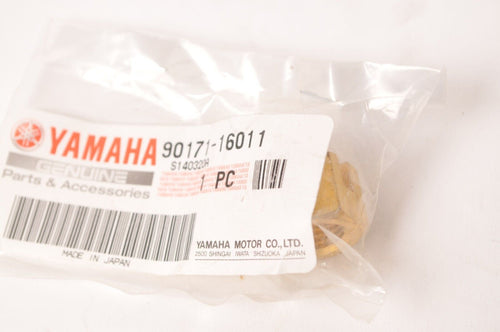 YAMAHA 90171-16011
GENUINE S140320H
Parts & Accessories 1 PC
MADE IN JAPAN
YAMAHA MOTOR CO., LTD.
2500 SHINGAI IWATA SHIZUOKA JAPAN